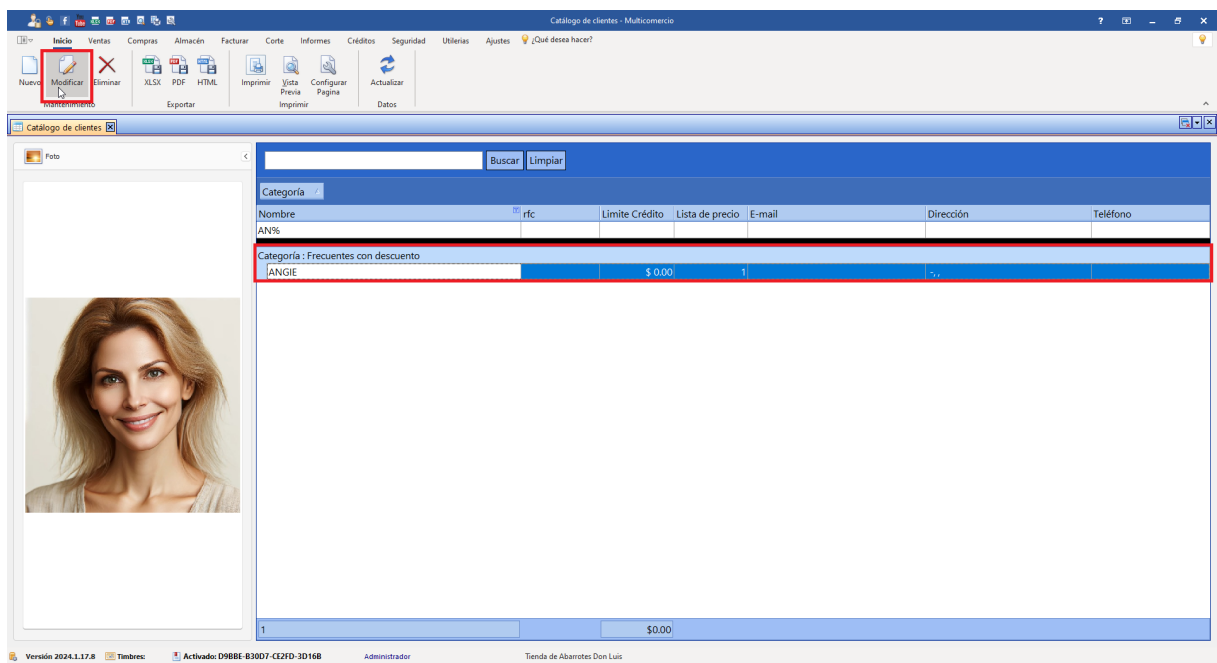 You Tube
Catálogo de clientes - Multicomercio
?
Inicio Ventas Compras Almacén Facturar Corte Informes Créditos Seguridad Utilerias Ajustes ¿Qué desea hacer?
Nuevo Modificar Eliminar XLSX PDF HTML Imprimir Vista Previa Configurar Pagina Actualizar
Mantenimiento Exportar Imprimir Datos
Catálogo de clientes
Foto
Buscar Limpiar
Categoría
Nombre rfc Limite Crédito Lista de precio E-mail Dirección Teléfono
AN%
Categoría : Frecuentes con descuento
ANGIE $ 0.00 1 -, ,
1 $0.00
Versión 2024.1.17.8 Timbres: Activado: D9BBE-B30D7-CE2FD-3D16B Administrador Tienda de Abarrotes Don Luis